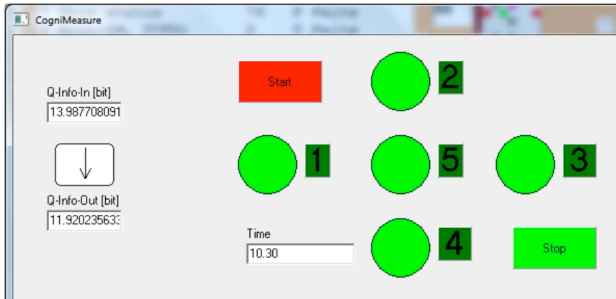 CogniMeasure
Start
2
Q-Info-In [bit]
13.987708091
1
5
3
Q-Info-Out [bit]
11.920235633
Time
10.30
4
Stop